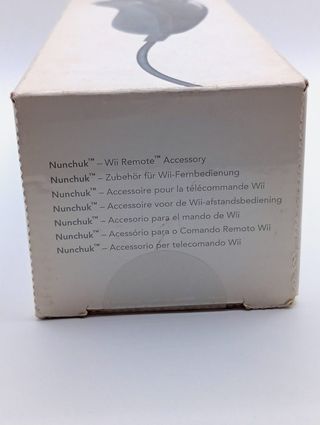 Nunchuk™ – Wii Remote™ Accessory
Nunchuk™ – Zubehör für Wii-Fernbedienung
Nunchuk™ – Accessoire pour la télécommande Wii
Nunchuk™ – Accessoire voor de Wii-afstandsbediening
Nunchuk™ – Accesorio para el mando de Wii
Nunchuk™ – Acessório para o Comando Remoto Wii
Nunchuk™ – Accessorio per telecomando Wii